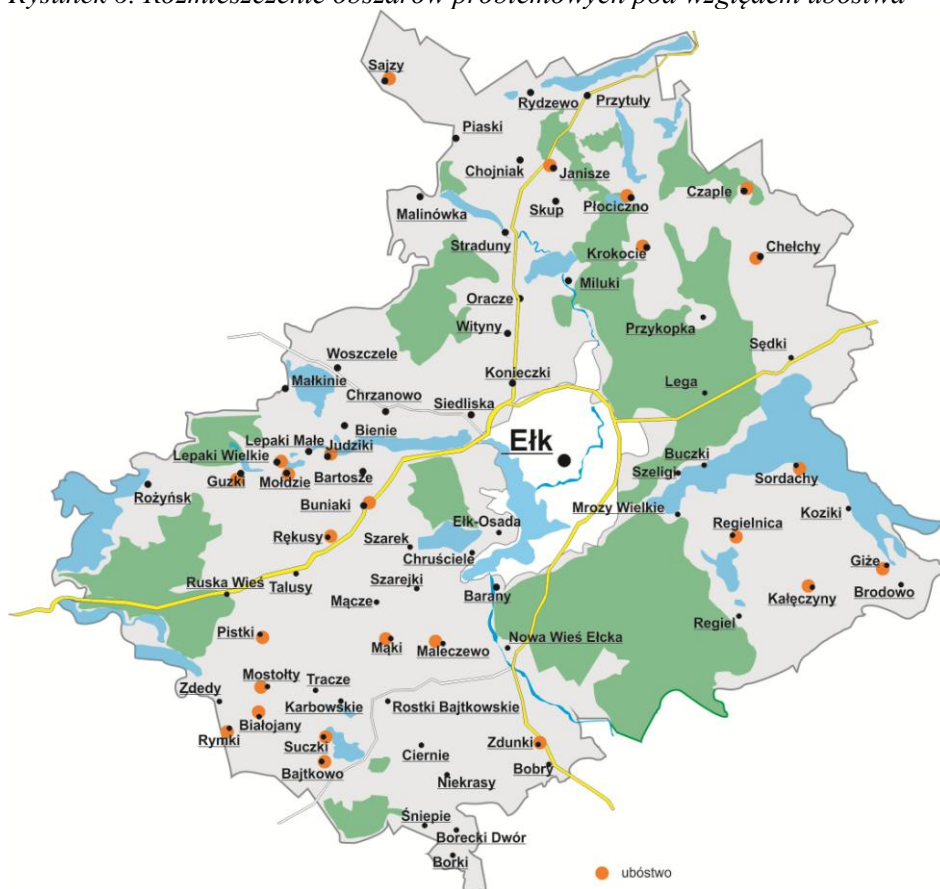 Rysunek 6. Rozmieszczenie obszarów problemowych pod względem ubóstwa
Sajzy
Rydzewo
Przytuły
Piaski
Chojniak
Janisze
Czaple
Płociczno
Malinówka
Skup
Straduny
Krokocie
Chełchy
Miluki
Oracze
Przykopka
Wityny
Sędki
Woszczele
Konieczki
Małkinie
Lega
Chrzanowo
Siedliska
Bienie
Ełk
Lepaki Małe
Judziki
Lepaki Wielkie
Buczki
Bartosze
Szeligi
Guzki
Mołdzie
Sordachy
Rożyńsk
Buniaki
Mrozy Wielkie
Koziki
Ełk-Osada
Regielnica
Rękusy
Szarek
Chruściele
Giże
Ruska Wieś
Talusy
Szarejki
Barany
Kałęczyny
Brodowo
Mącze
Regiel
Pistki
Mąki
Maleczewo
Nowa Wieś Ełcka
Mostołty
Tracze
Zdedy
Karbowskie
Rostki Bajtkowskie
Białojany
Rymki
Suczki
Ciernie
Zdunki
Bajtkowo
Bobry
Niekrasy
Śniepie
Borecki Dwór
Borki
ubóstwo